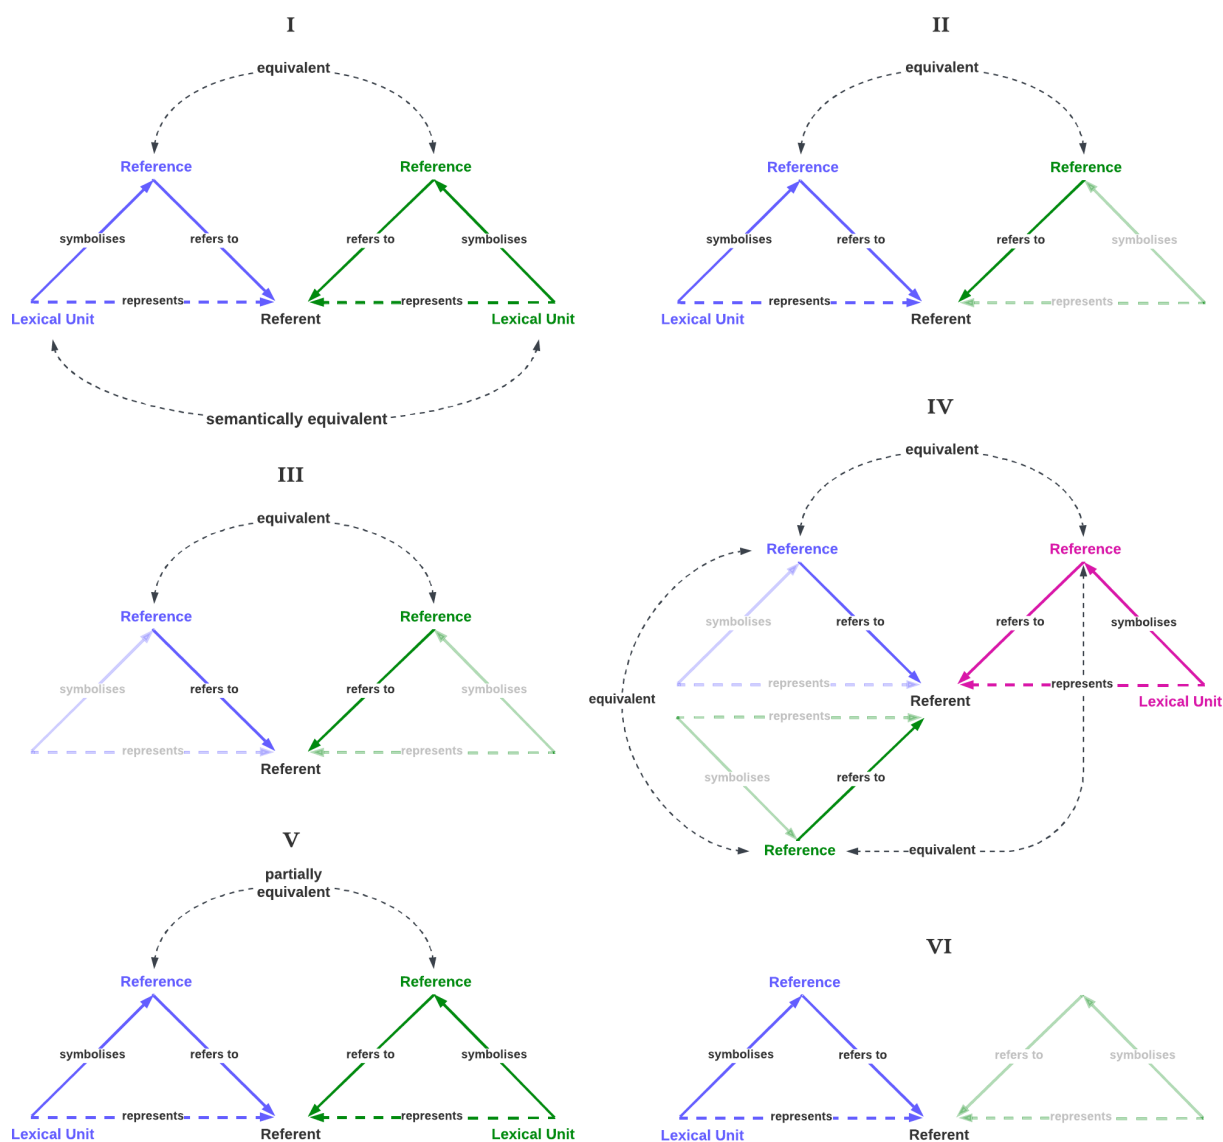 I
equivalent
Reference
Reference
symbolises
refers to
refers to
symbolises
represents
represents
Lexical Unit
Referent
Lexical Unit
semantically equivalent
II
equivalent
Reference
Reference
symbolises
refers to
refers to
symbolises
represents
represents
Lexical Unit
Referent
III
equivalent
Reference
Reference
symbolises
refers to
refers to
symbolises
represents
represents
Referent
IV
equivalent
Reference
Reference
symbolises
refers to
refers to
symbolises
represents
represents
equivalent
Referent
Lexical Unit
represents
symbolises
refers to
Reference
equivalent
V
partially
equivalent
Reference
Reference
symbolises
refers to
refers to
symbolises
represents
represents
Lexical Unit
Referent
Lexical Unit
VI
Reference
symbolises
refers to
refers to
symbolises
represents
represents
Lexical Unit
Referent